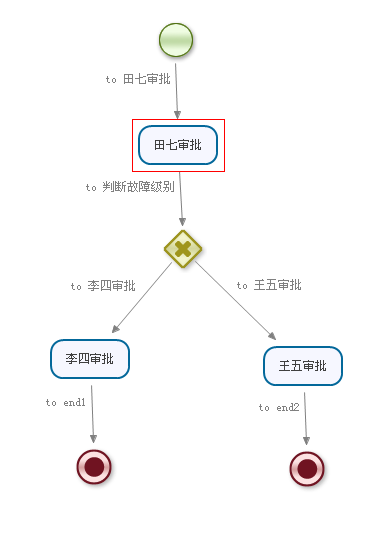 to 田七审批
田七审批
to 判断故障级别
to 李四审批
to 王五审批
李四审批
王五审批
to end1
to end2